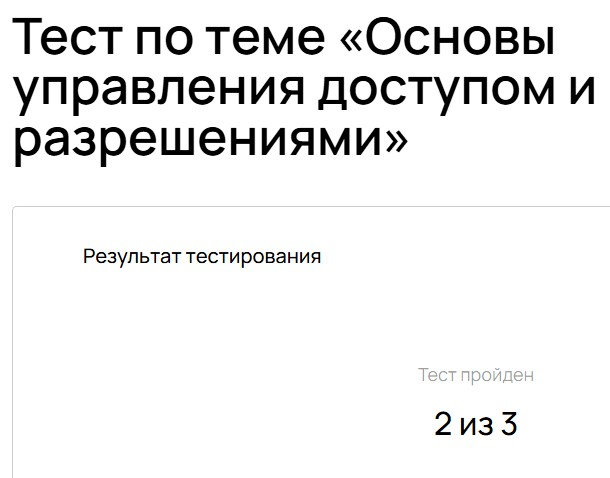 Тест по теме «Основы
управления доступом и
разрешениями»
Результат тестирования
Тест пройден
2 из 3